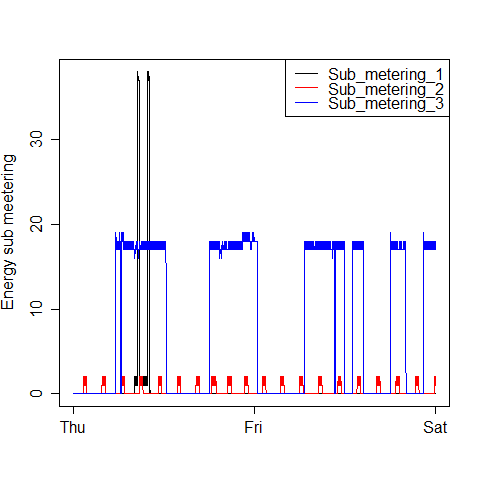 Sub_metering_1
Sub_metering_2
Sub_metering_3
Energy sub meetering
30
20
10
0
Thu Fri Sat